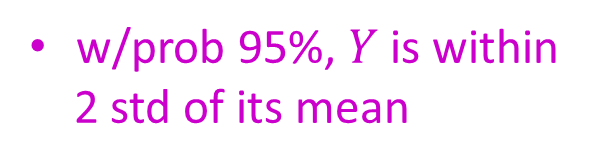 • w/prob 95%, Y is within
2 std of its mean